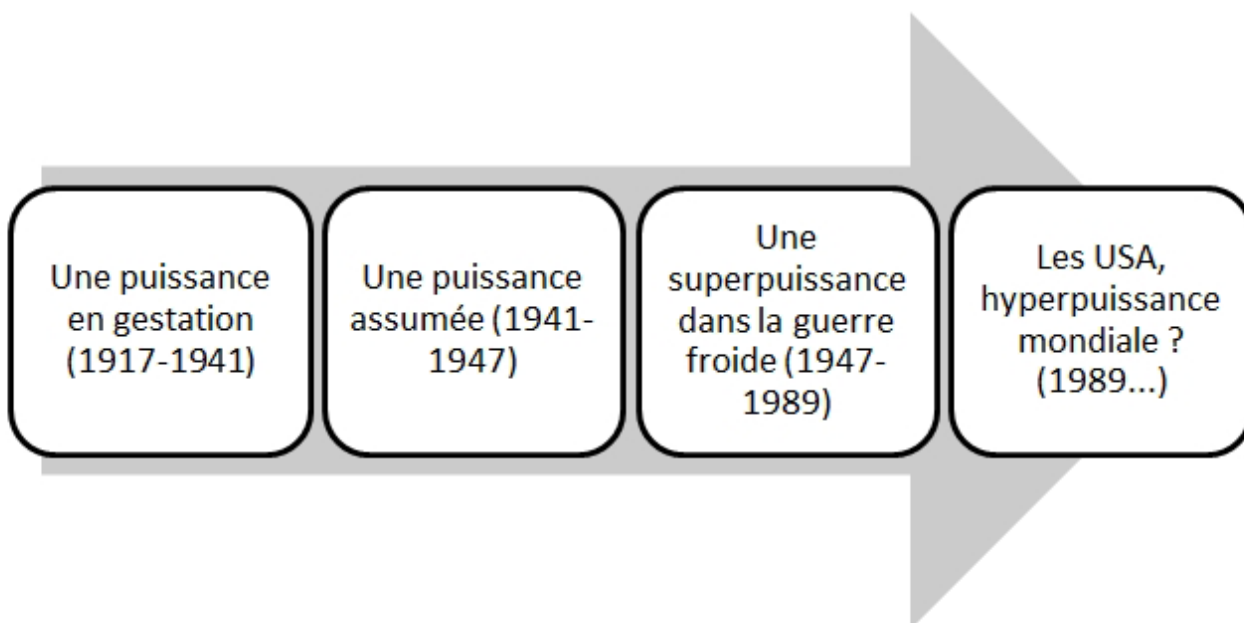 Une puissance
en gestation
(1917-1941)
Une puissance
assumée (1941-
1947)
Une
superpuissance
dans la guerre
froide (1947-
1989)
Les USA,
hyperpuissance
mondiale ?
(1989...)